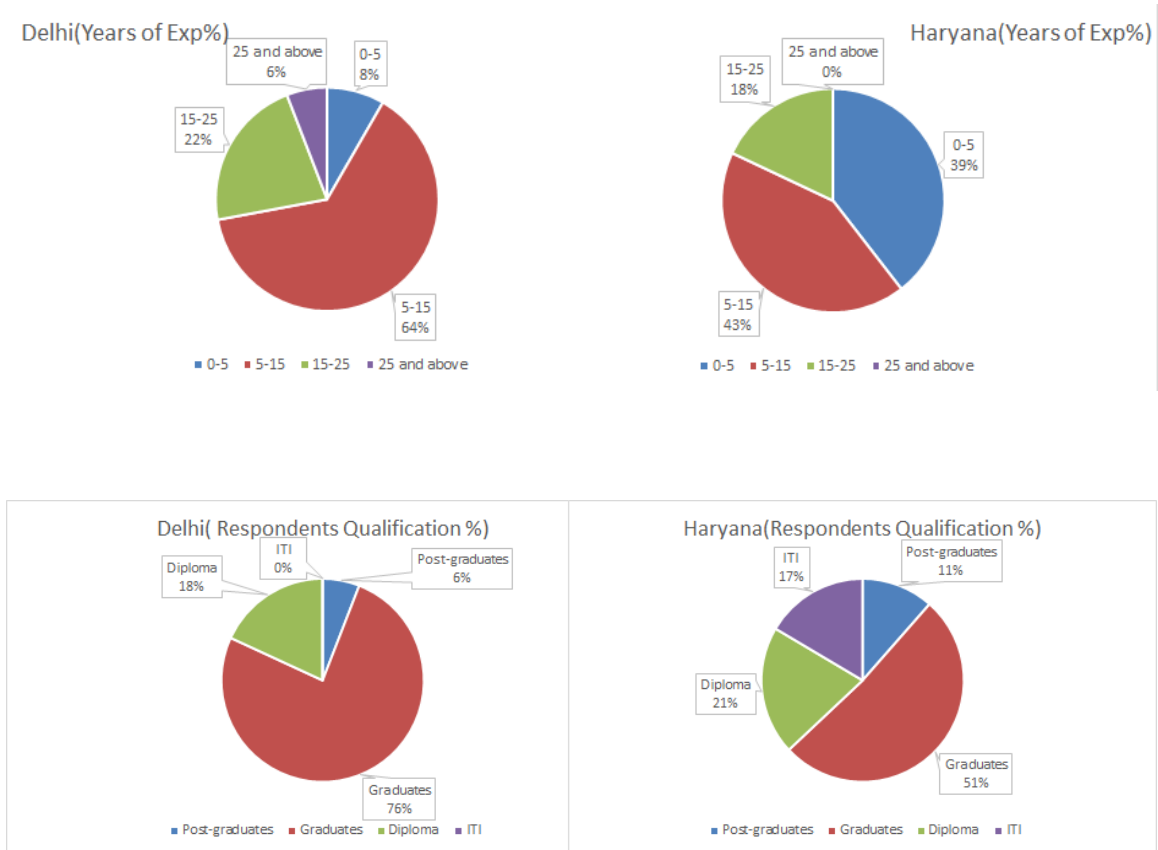 Delhi(Years of Exp%)
25 and above
6%
0-5
8%
15-25
22%
5-15
64%
0-5 5-15 15-25 25 and above
Haryana(Years of Exp%)
25 and above
0%
15-25
18%
0-5
39%
5-15
43%
0-5 5-15 15-25 25 and above
Delhi( Respondents Qualification %)
ITI
0%
Post-graduates
6%
Diploma
18%
Graduates
76%
Post-graduates Graduates Diploma ITI
Haryana(Respondents Qualification %)
ITI
17%
Post-graduates
11%
Diploma
21%
Graduates
51%
Post-graduates Graduates Diploma ITI